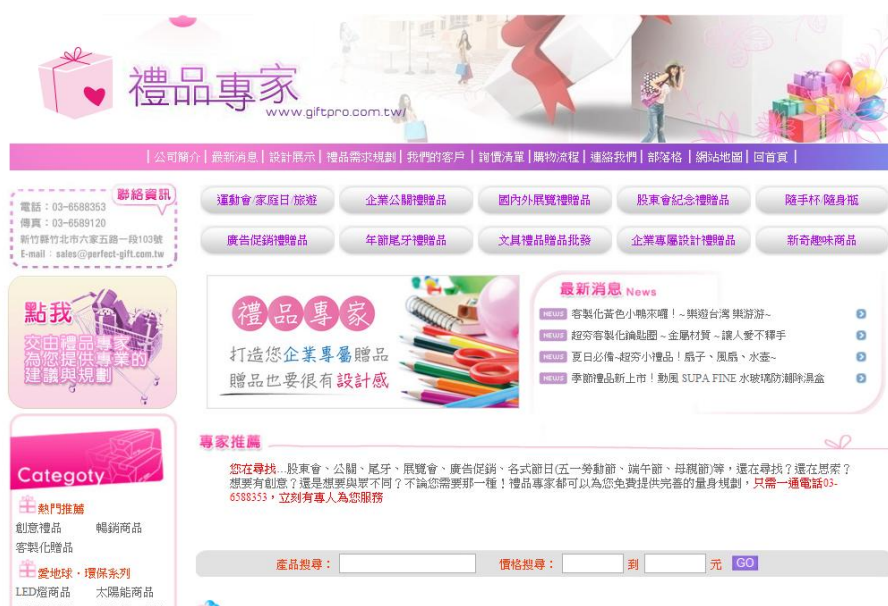 禮品專家
www.giftpro.com.tw/
| 公司簡介 | 最新消息 | 設計展示 | 禮品需求規劃 | 我們的客戶 | 詢價清單 | 購物流程 | 連絡我們 | 部落格 | 網站地圖 | 回首頁 |
聯絡資訊
電話：03-6588353
傳真：03-6589120
新竹縣竹北市六家五路一段103號
E-mail：sales@perfect-gift.com.tw
運動會/家庭日/旅遊
企業公關禮贈品
國內外展覽禮贈品
股東會紀念禮贈品
隨手杯 隨身瓶
廣告促銷禮贈品
年節尾牙禮贈品
文具禮品贈品批發
企業專屬設計禮贈品
新奇趣味商品
點我
交由禮品專家
為您提供專業的
建議與規劃
禮品專家
打造您企業專屬贈品
贈品也要很有設計感
最新消息 News
NEWS 客製化黃色小鴨來囉！~樂遊台灣 樂游游~
NEWS 超夯客製化鑰匙圈~金屬材質~讓人愛不釋手
NEWS 夏日必備~超夯小禮品！扇子、風扇、水壺~
NEWS 季節禮品新上市！勳風 SUPA FINE 水玻璃防潮除濕盒
Categoty
熱門推薦
創意禮品 暢銷商品
客製化贈品
愛地球・環保系列
LED燈商品 太陽能商品
專家推薦
您在尋找...股東會、公關、尾牙、展覽會、廣告促銷、各式節日(五一勞動節、端午節、母親節)等，還在尋找？還在思索？
想要有創意？還是想要與眾不同？不論您需要那一種！禮品專家都可以為您免費提供完善的量身規劃，只需一通電話03-
6588353，立刻有專人為您服務
產品搜尋： 價格搜尋： 到 元 GO